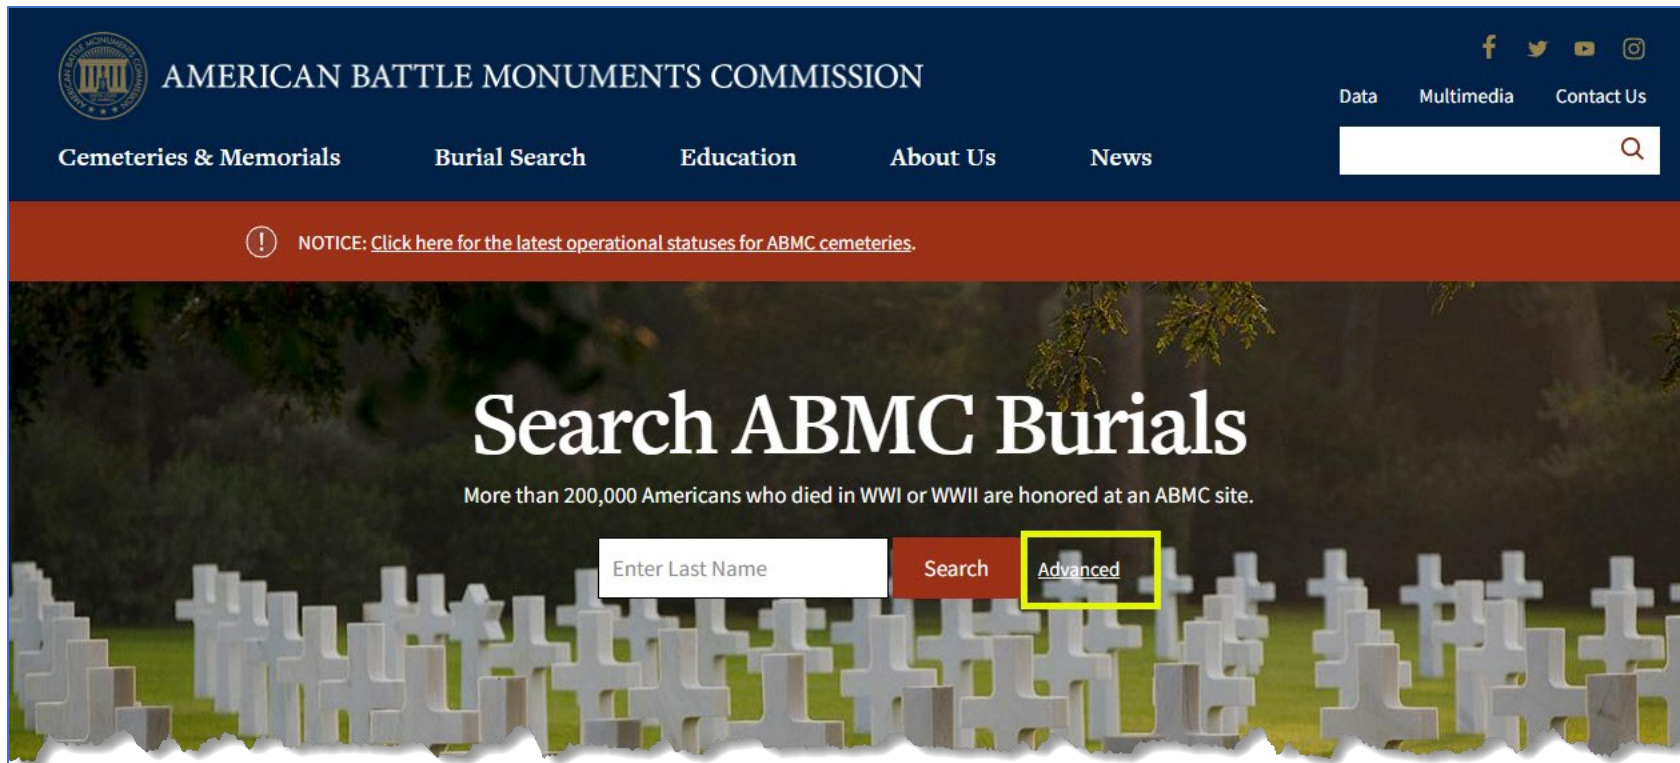 AMERICAN BATTLE MONUMENTS COMMISSION
Data Multimedia Contact Us
Cemeteries & Memorials Burial Search Education About Us News
NOTICE: Click here for the latest operational statuses for ABMC cemeteries.
Search ABMC Burials
More than 200,000 Americans who died in WWI or WWII are honored at an ABMC site.
Enter Last Name Search Advanced